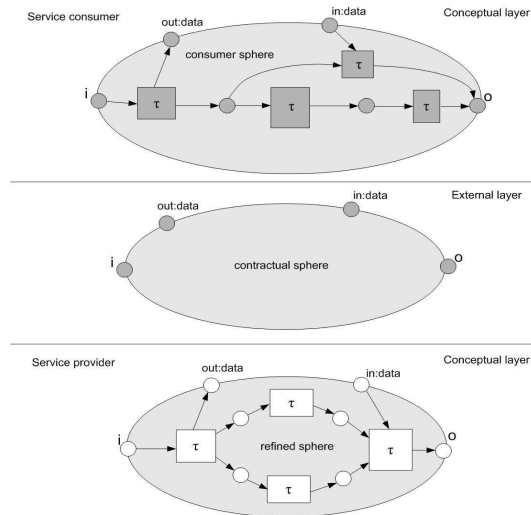 Service consumer
Conceptual layer
out:data
in:data
consumer sphere
τ
i
τ
τ
τ
o
External layer
out:data
in:data
i
contractual sphere
o
Service provider
Conceptual layer
out:data
in:data
τ
i
τ
refined sphere
τ
o
τ